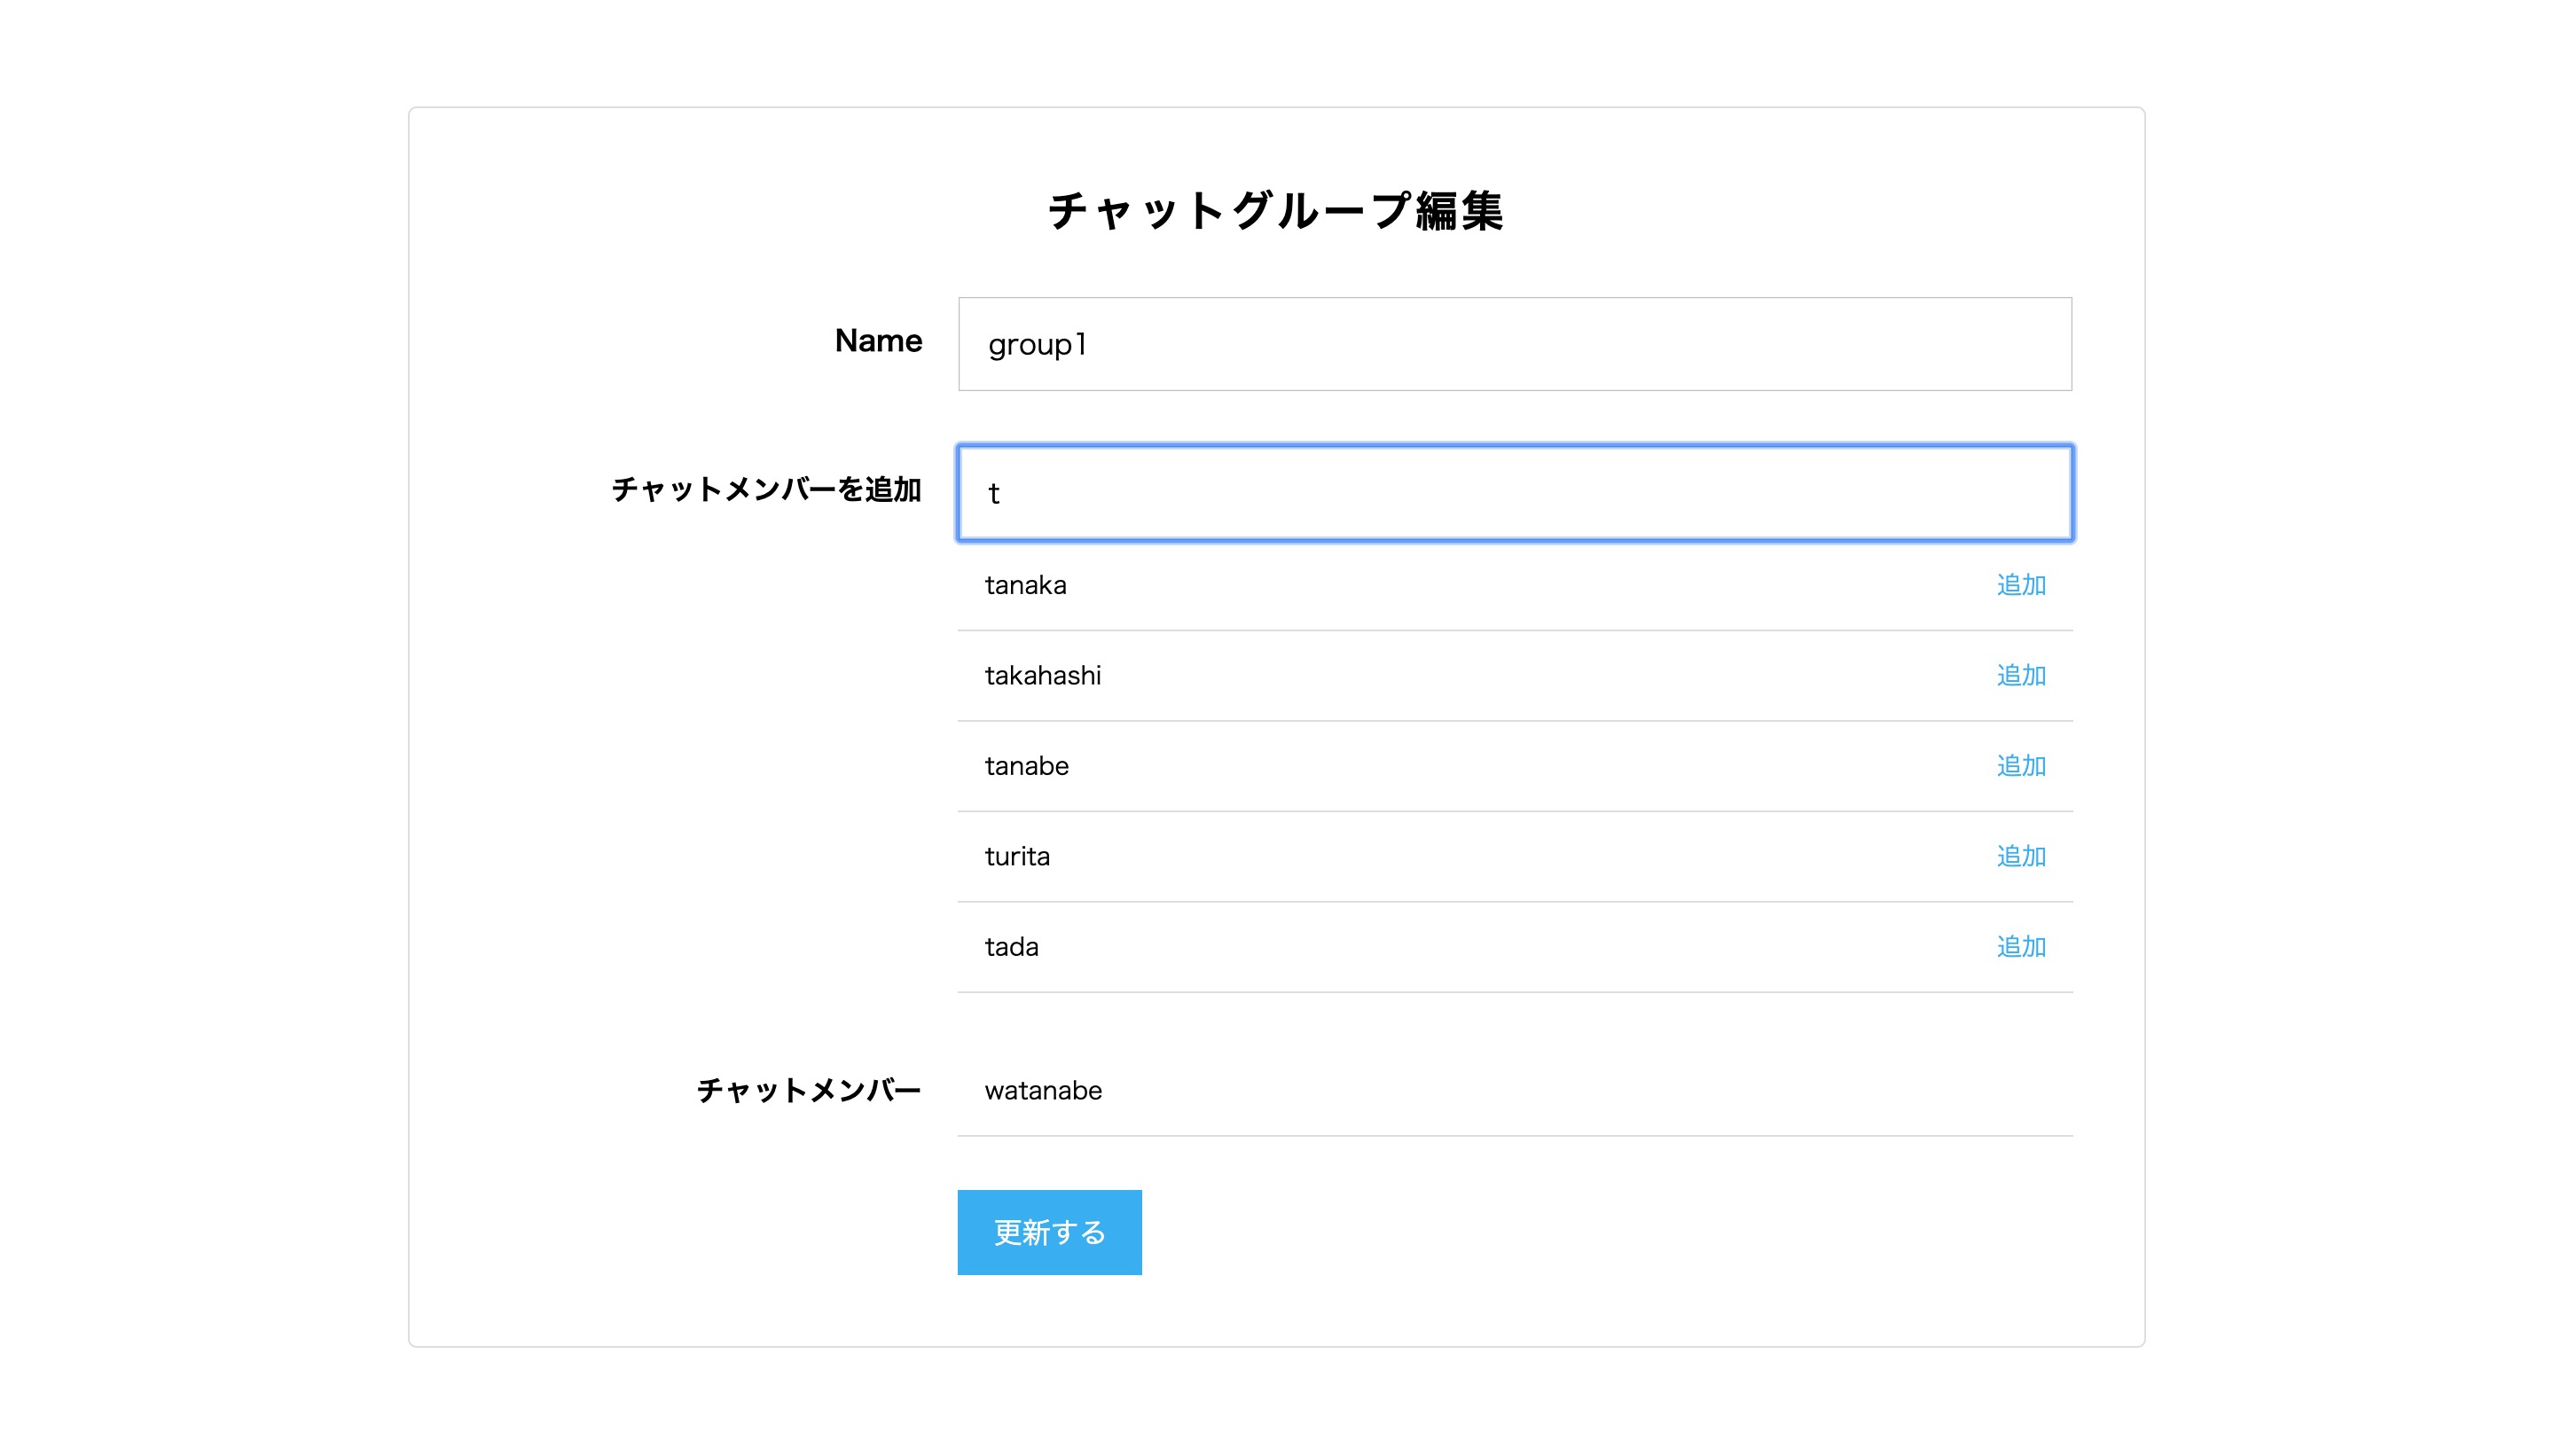 チャットグループ編集
Name
group1
チャットメンバーを追加
t
tanaka 追加
takahashi 追加
tanabe 追加
turita 追加
tada 追加
チャットメンバー
watanabe
更新する